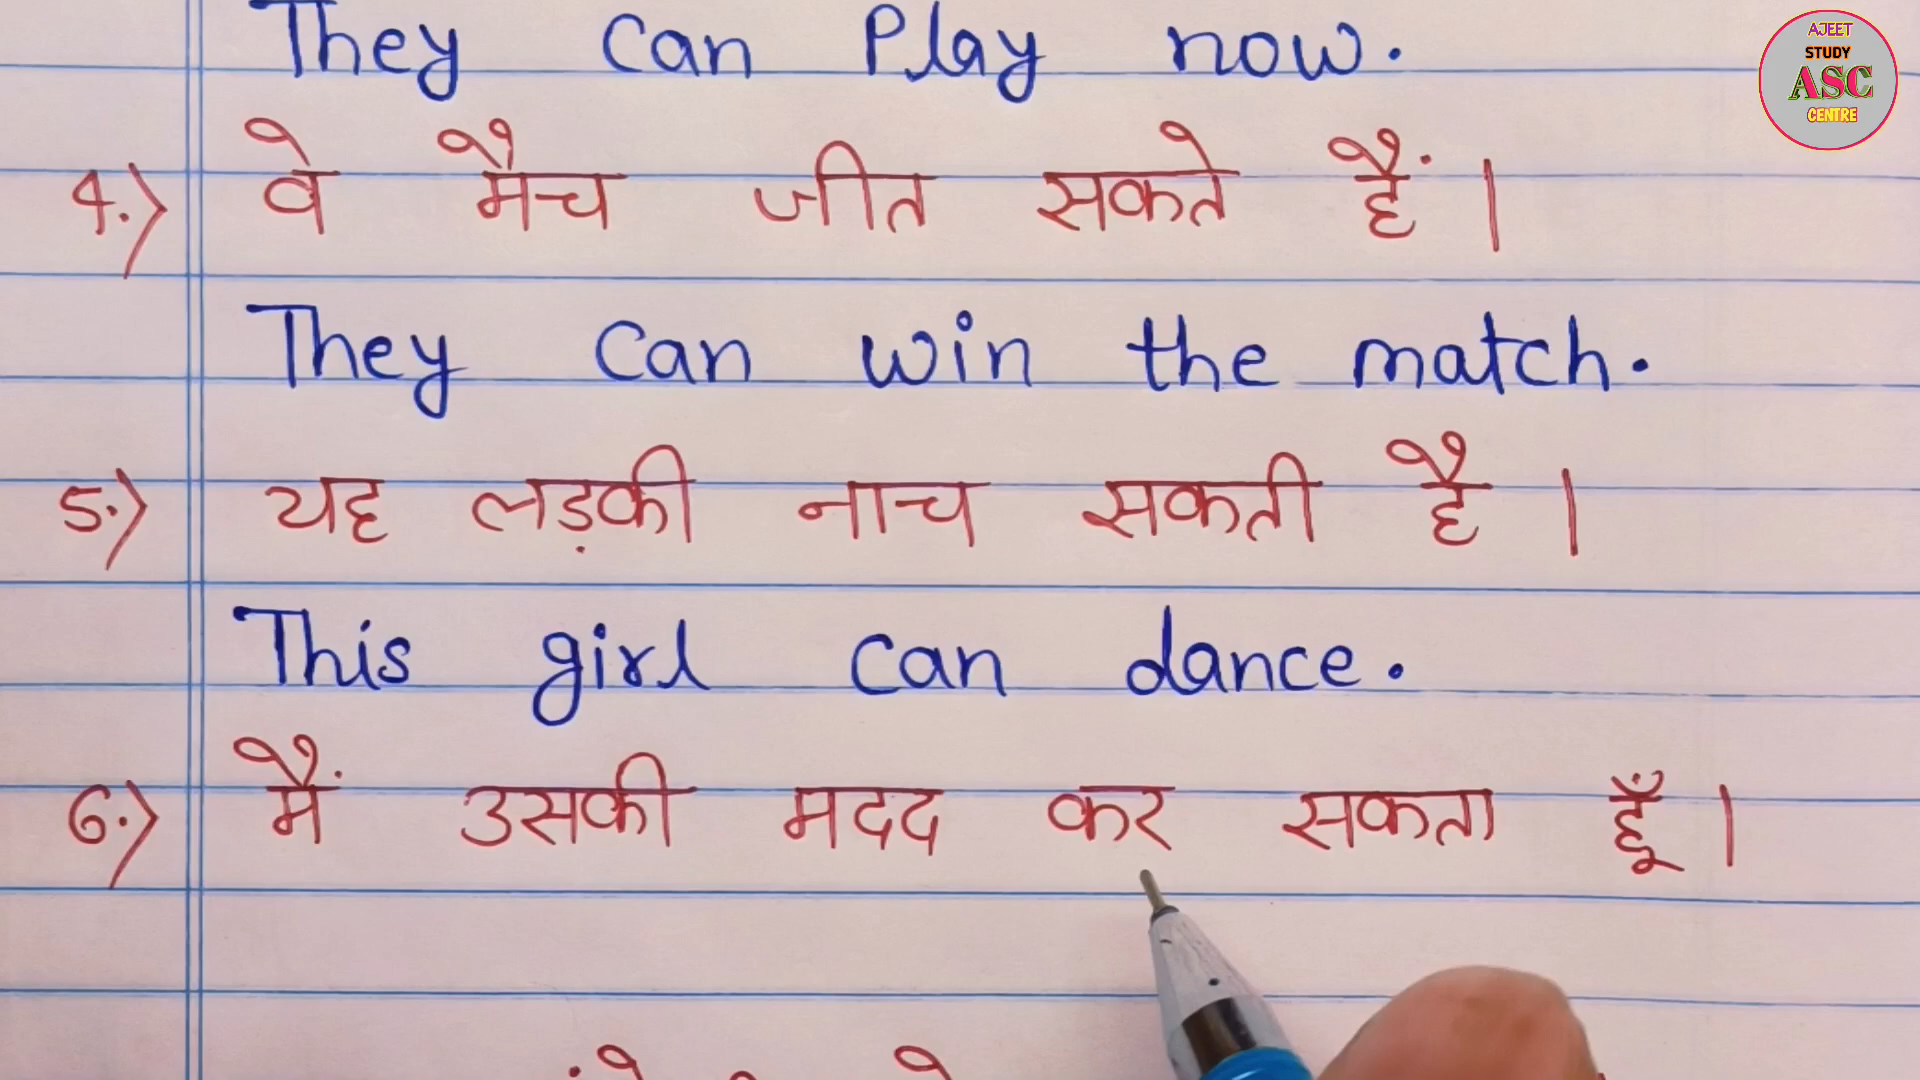 They can Play now.
4.) वे मैच जीत सकते हैं।
They can win the match.
5.) यह लड़की नाच सकती है।
This girl can dance.
6.) मैं उसकी मदद कर सकता हूँ।
AJEET
STUDY
ASC
CENTRE